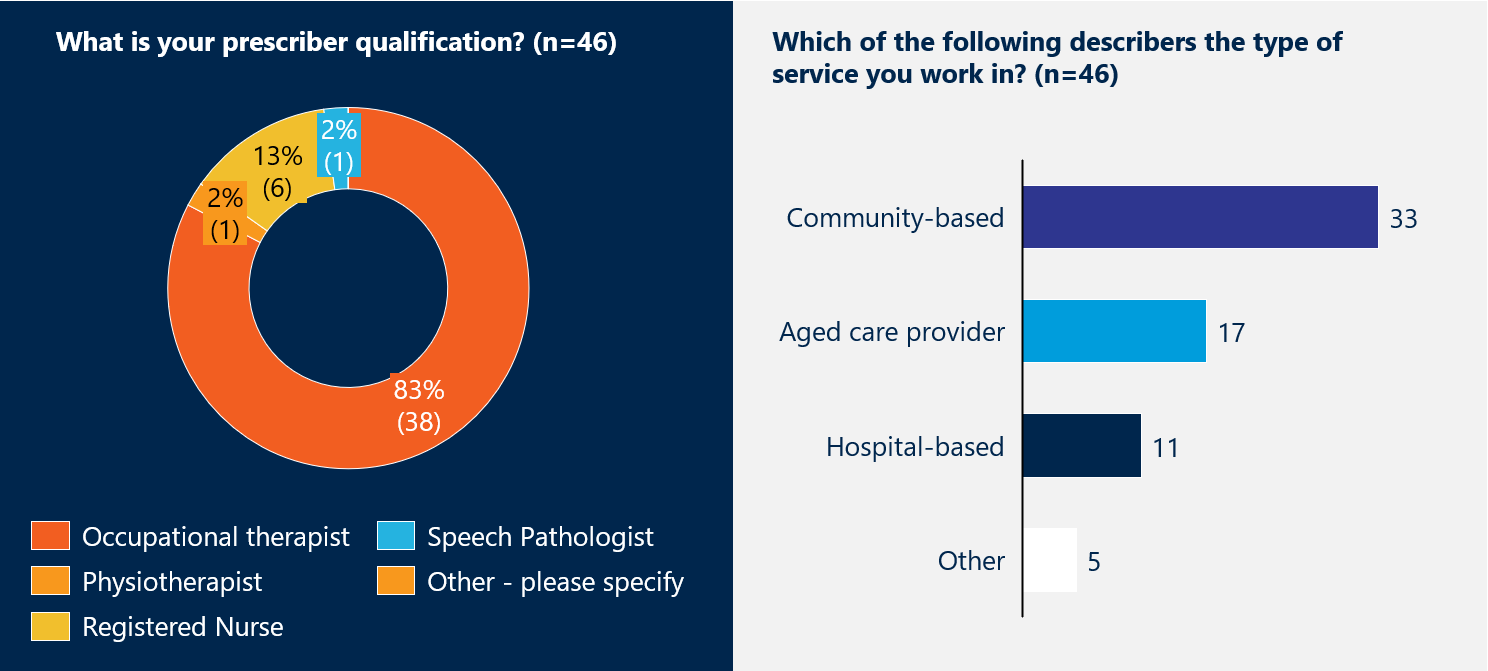 What is your prescriber qualification? (n=46)
2%
(1)
13%
(6)
2%
(1)
83%
(38)
Occupational therapist
Speech Pathologist
Physiotherapist
Other - please specify
Registered Nurse
Which of the following describers the type of
service you work in? (n=46)
Community-based
33
Aged care provider
17
Hospital-based
11
Other
5